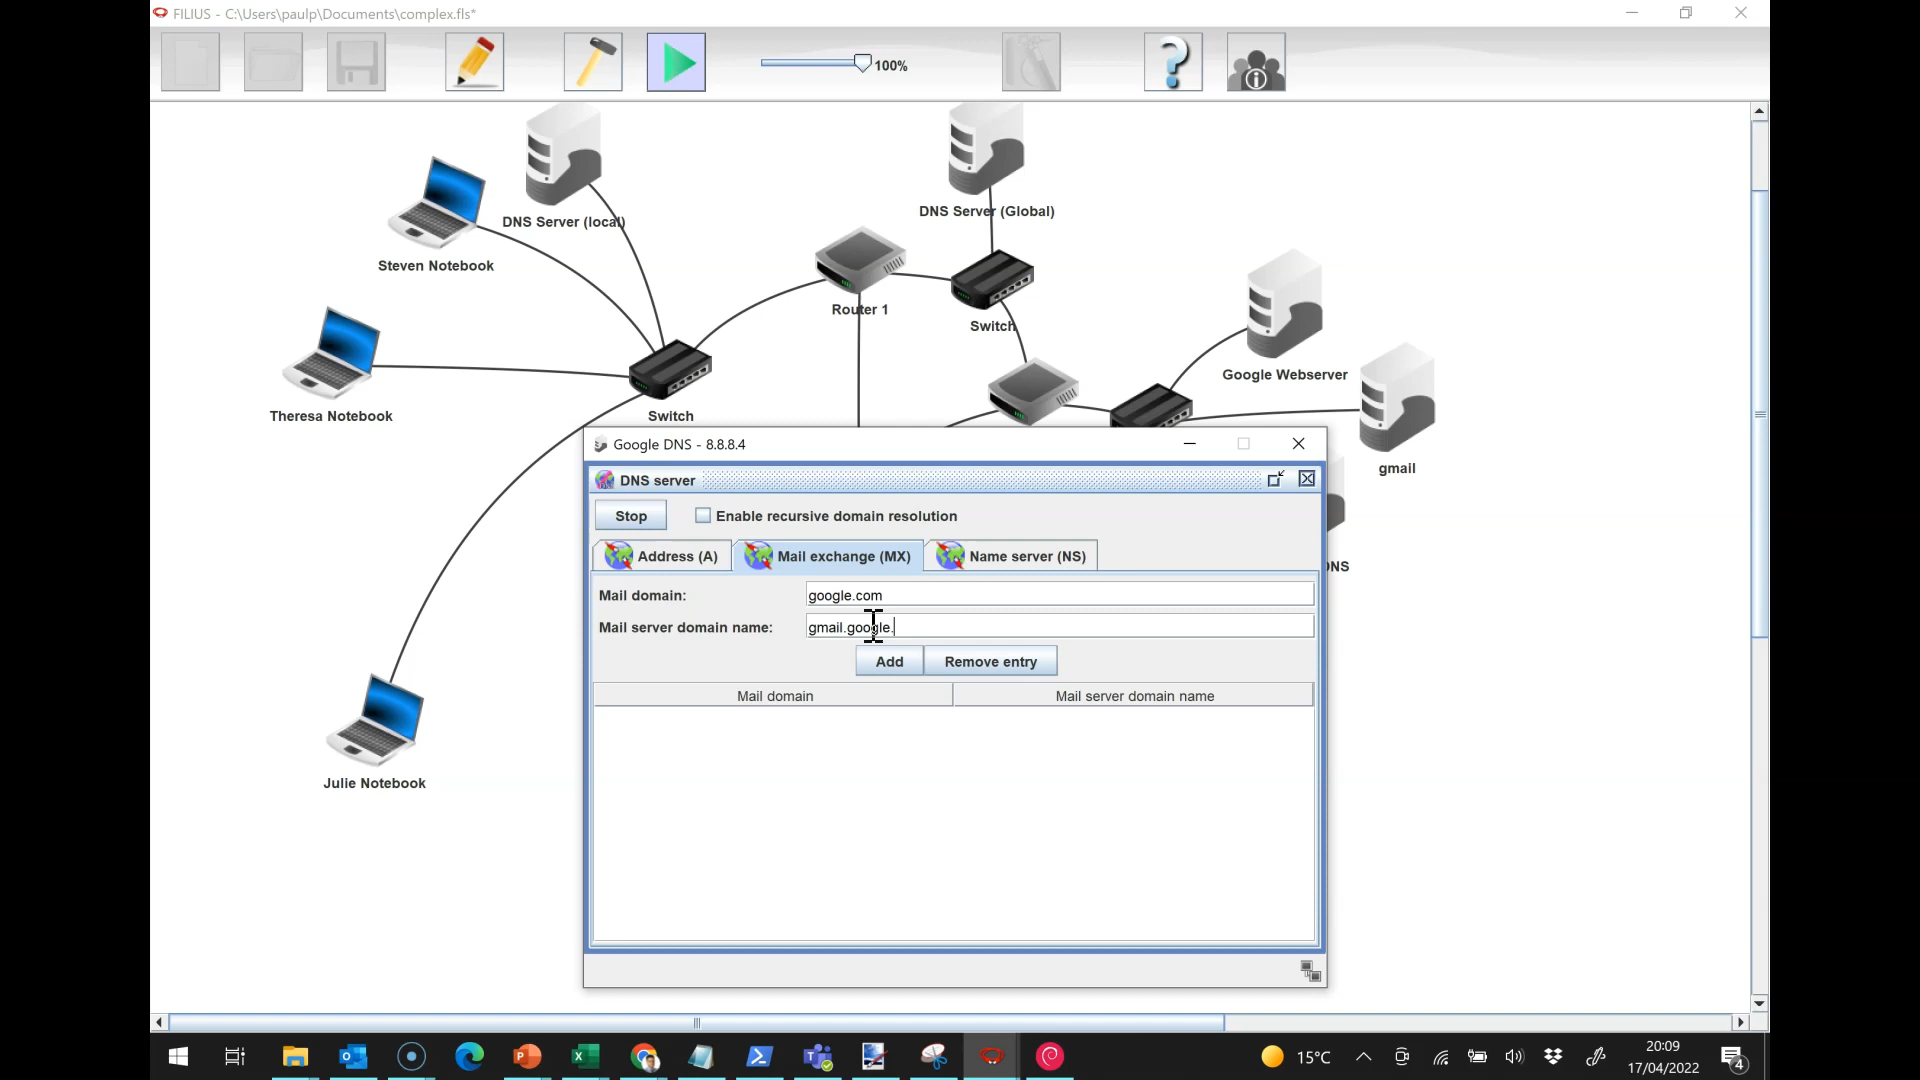 FILIUS - C:\Users\paulp\Documents\complex.fls*
100%
DNS Server (local)
DNS Server (Global)
Steven Notebook
Router 1
Switch
Google Webserver
Theresa Notebook
Switch
gmail
Google DNS - 8.8.8.4
DNS server
Stop
Enable recursive domain resolution
Address (A)
Mail exchange (MX)
Name server (NS)
DNS
Mail domain:
google.com
Mail server domain name:
gmail.google.
Add
Remove entry
Mail domain
Mail server domain name
Julie Notebook
15°C
20:09
17/04/2022
4